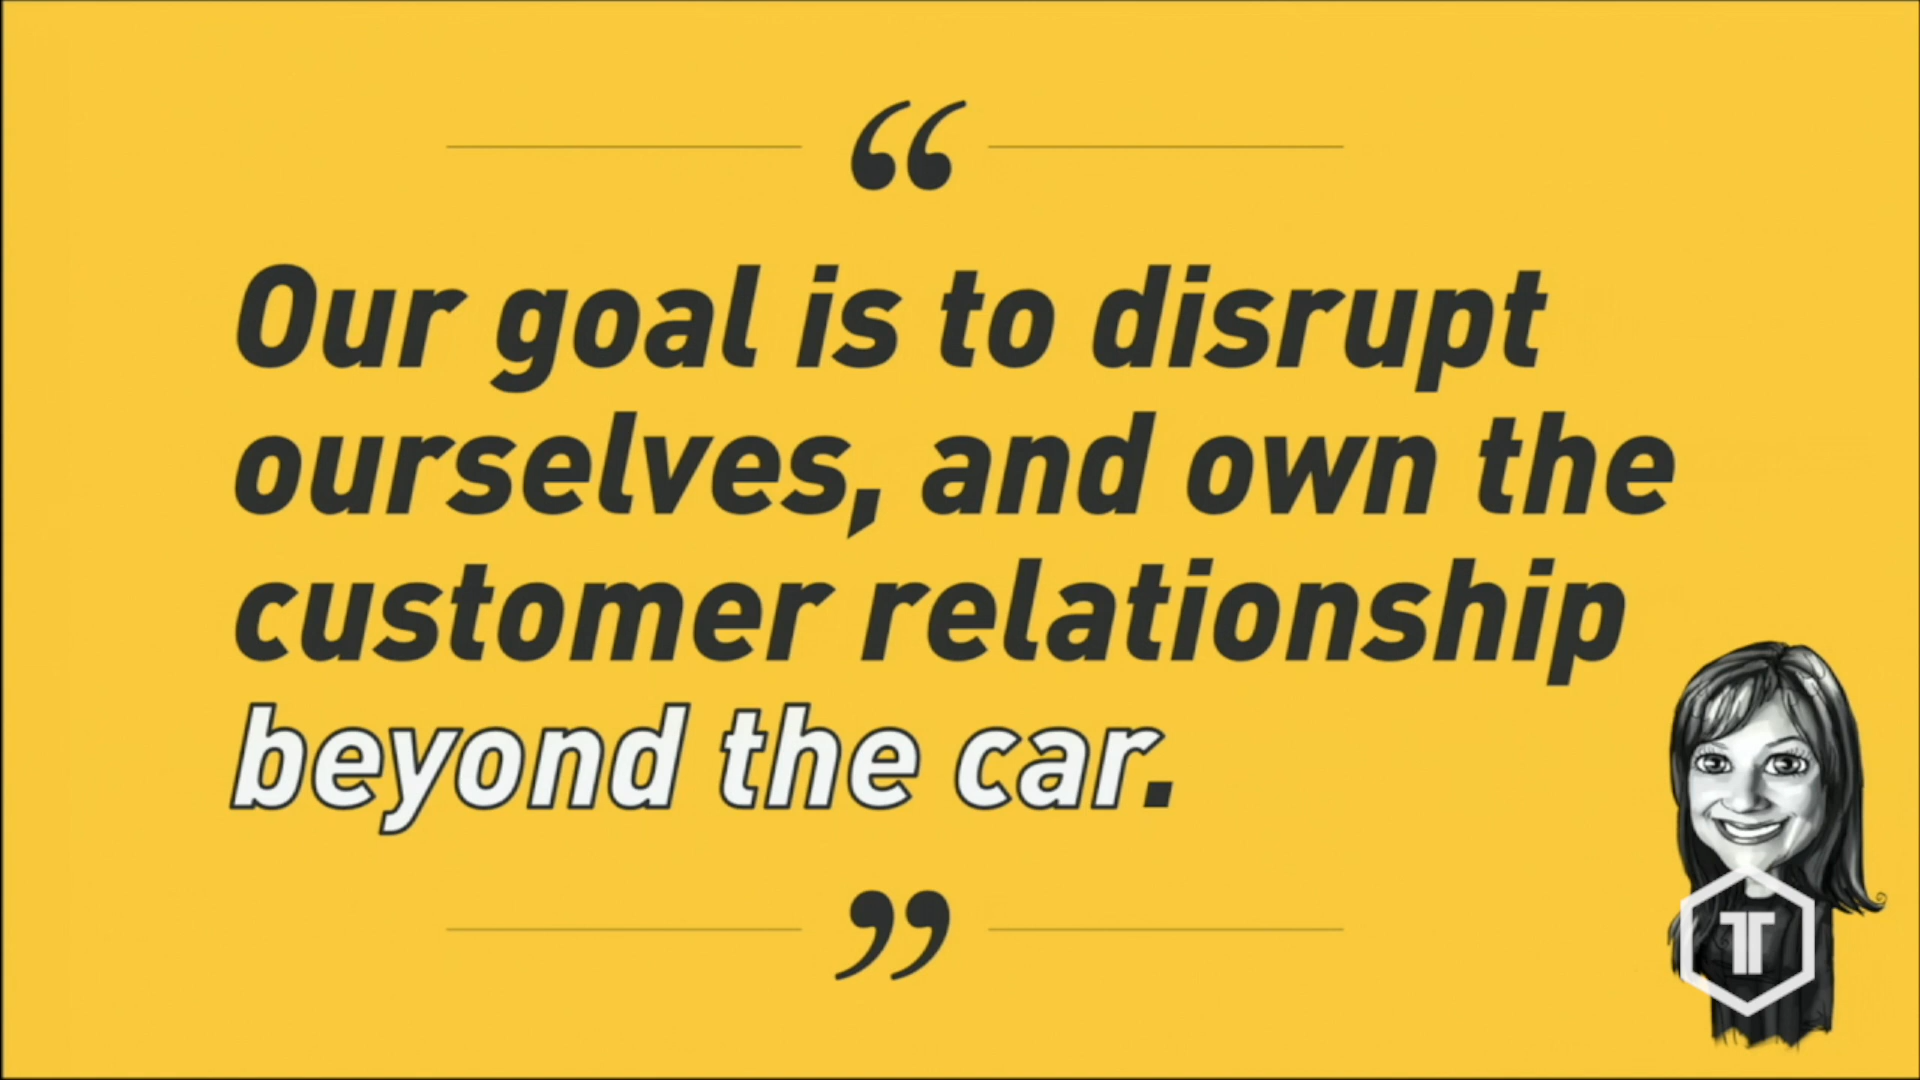 “
Our goal is to disrupt
ourselves, and own the
customer relationship
beyond the car.
”
T